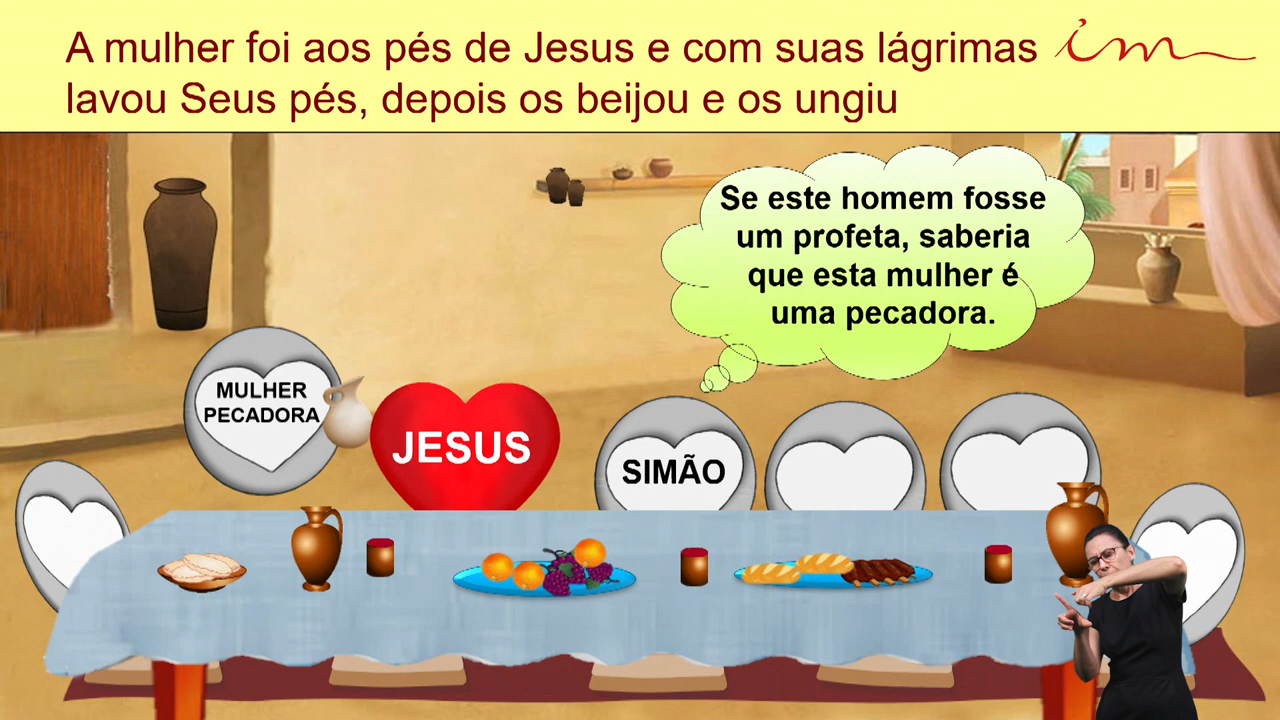 A mulher foi aos pés de Jesus e com suas lágrimas
lavou Seus pés, depois os beijou e os ungiu
im
Se este homem fosse
um profeta, saberia
que esta mulher é
uma pecadora.
MULHER
PECADORA
JESUS
SIMÃO